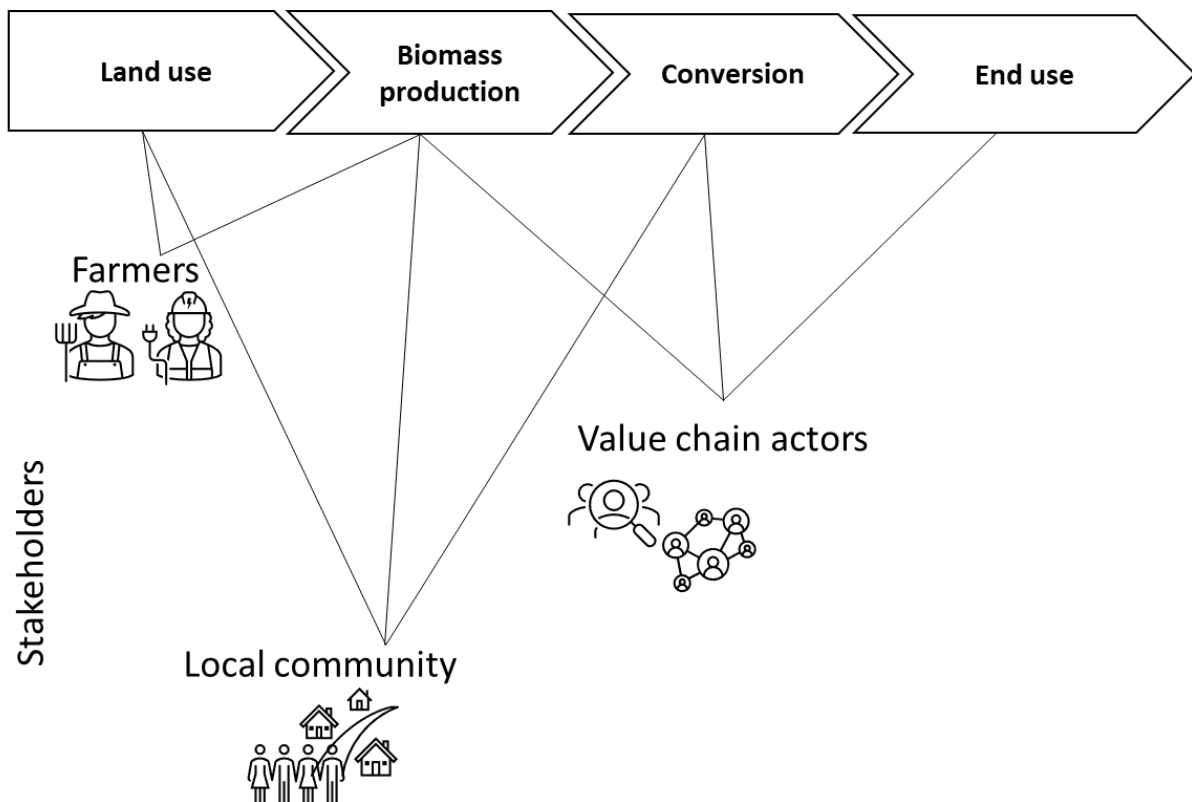 Land use
Biomass
production
Conversion
End use
Farmers
Value chain actors
Stakeholders
Local community